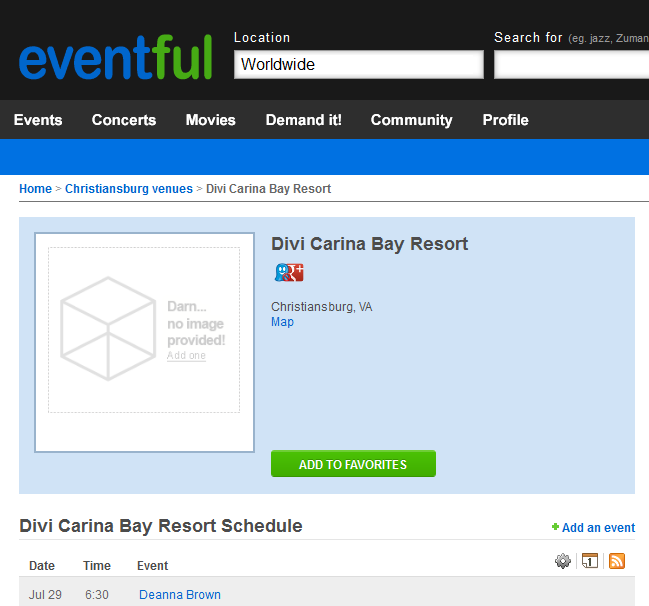 Location
Search for (eg. jazz, Zuman
eventful
Worldwide
Events Concerts Movies Demand it! Community Profile
Home > Christiansburg venues > Divi Carina Bay Resort
Divi Carina Bay Resort
Darn...
no image
provided!
Add one
Christiansburg, VA
Map
ADD TO FAVORITES
Divi Carina Bay Resort Schedule
Add an event
Date Time Event
1
Jul 29 6:30 Deanna Brown